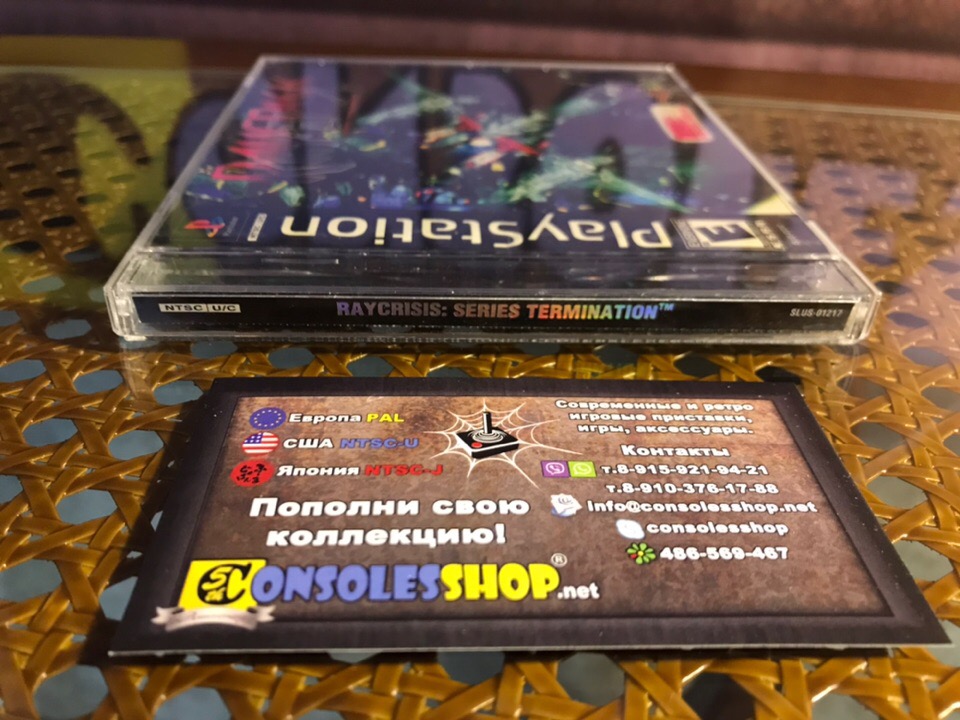 PlayStation
NTSC U/C
RAYCRISIS: SERIES TERMINATION™
SLUS-01217
Европа PAL
США NTSC-U
Япония NTSC-J
Пополни свою
коллекцию!
CONSOLESSHOP®.net
Современные и ретро
игровые приставки,
игры, аксессуары.
Контакты
т.8-915-921-94-21
т.8-910-376-17-88
info@consolesshop.net
consolesshop
486-569-467